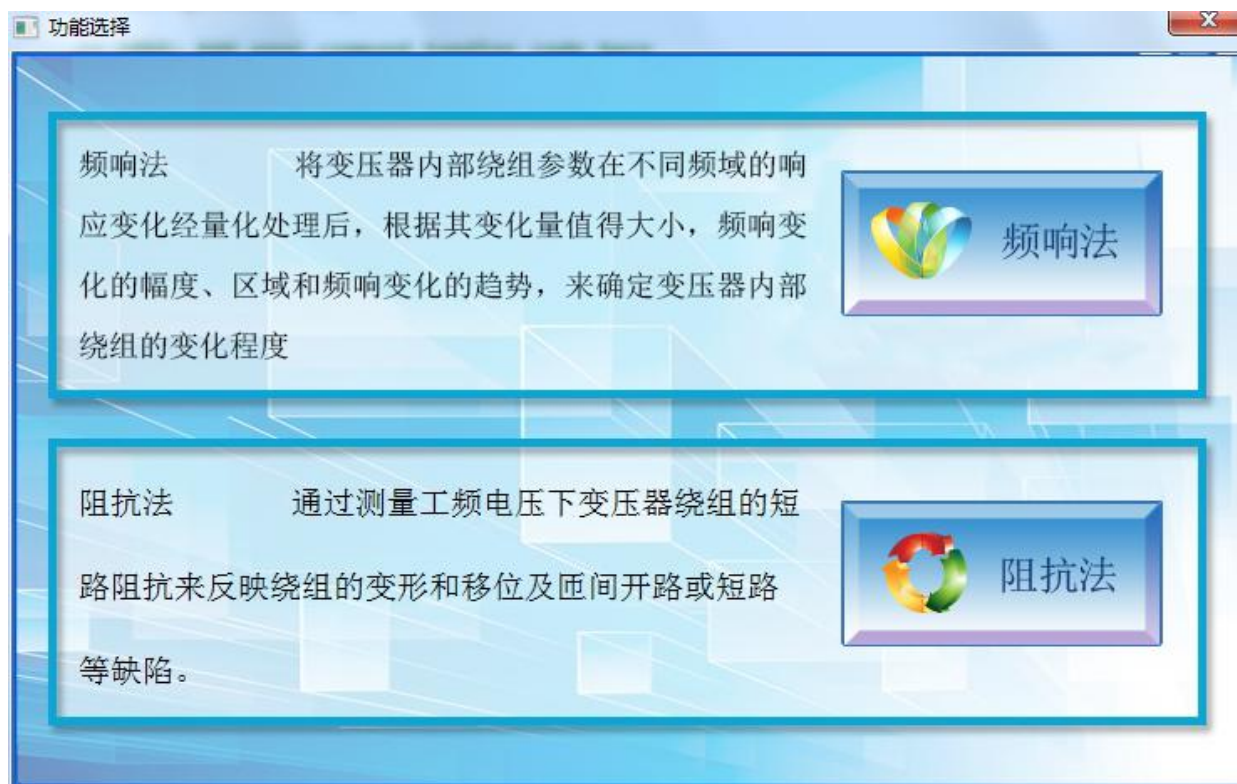 功能选择
频响法 将变压器内部绕组参数在不同频域的响
应变化经量化处理后，根据其变化量值得大小，频响变
化的幅度、区域和频响变化的趋势，来确定变压器内部
绕组的变化程度
频响法
阻抗法 通过测量工频电压下变压器绕组的短
路阻抗来反映绕组的变形和移位及匝间开路或短路
等缺陷。
阻抗法